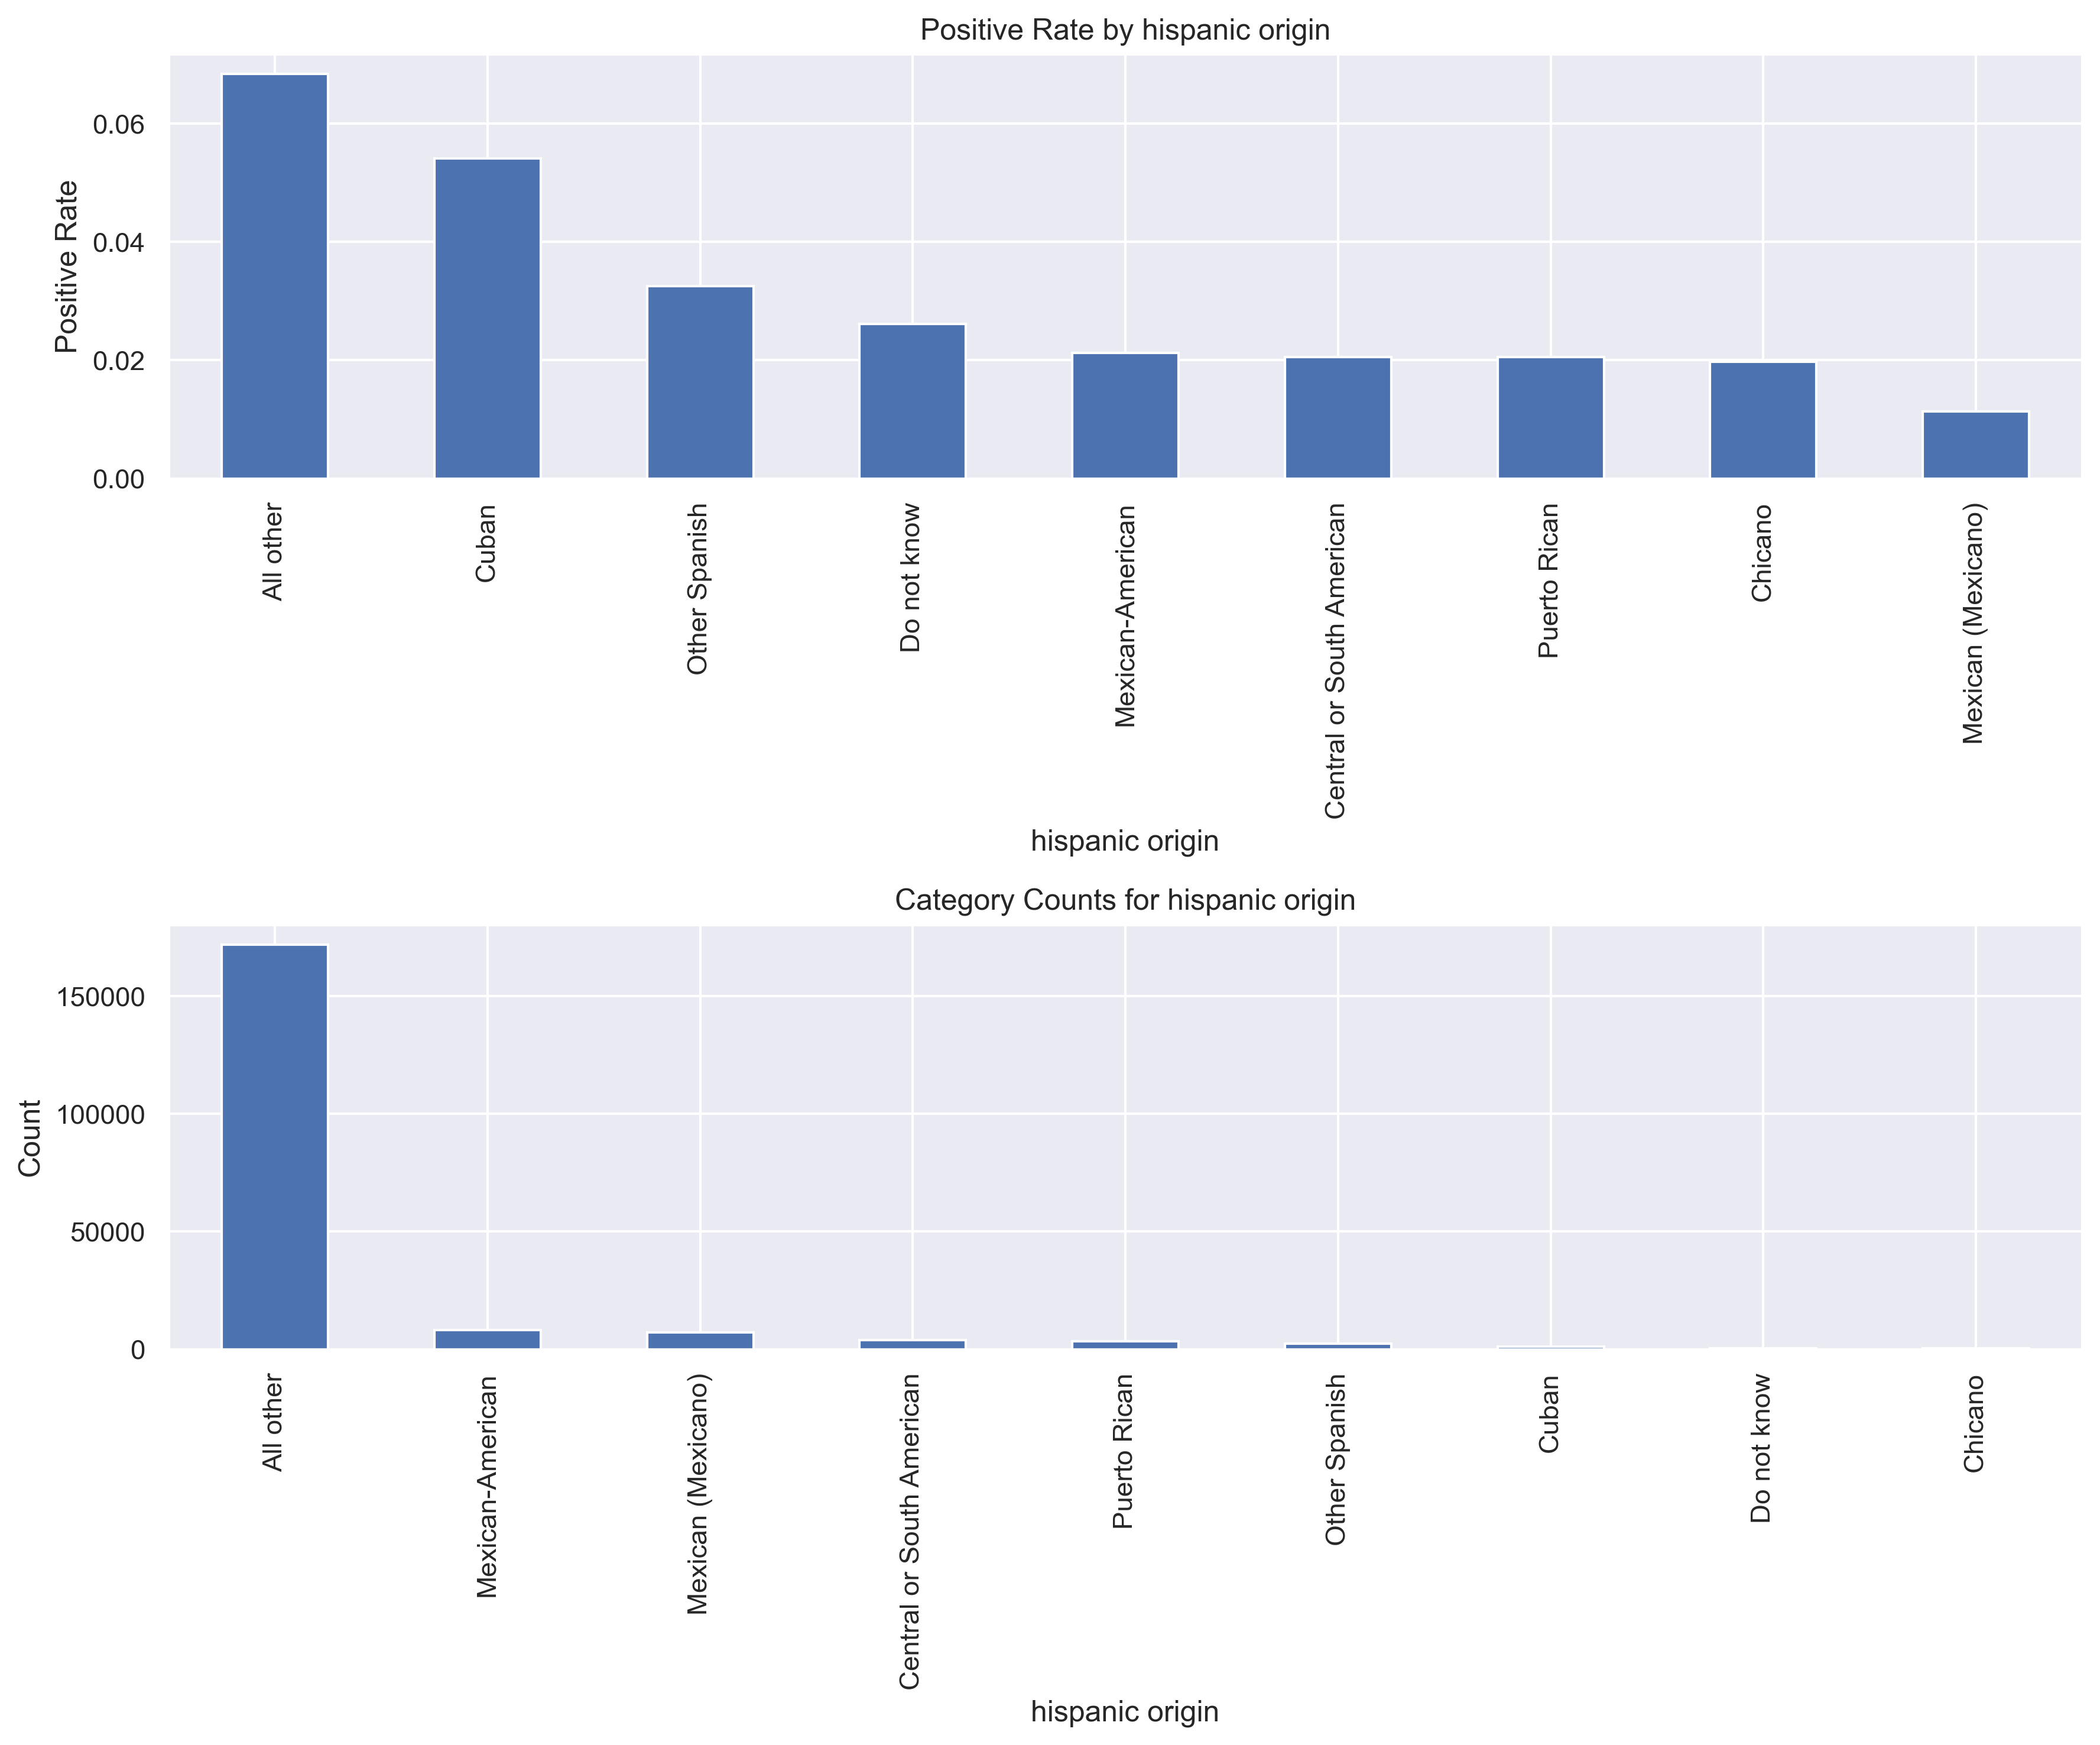 Positive Rate by hispanic origin
Positive Rate
0.06
0.04
0.02
0.00
All other
Cuban
Other Spanish
Do not know
Mexican-American
Central or South American
Puerto Rican
Chicano
Mexican (Mexicano)
hispanic origin
Category Counts for hispanic origin
Count
150000
100000
50000
0
All other
Mexican-American
Mexican (Mexicano)
Central or South American
Puerto Rican
Other Spanish
Cuban
Do not know
Chicano
hispanic origin